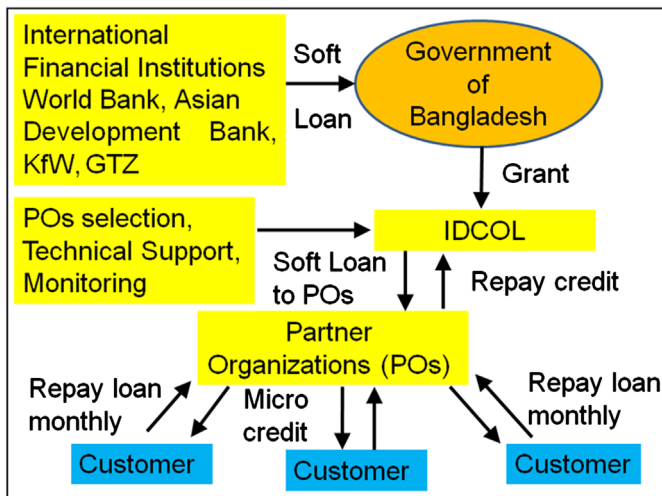 International
Financial Institutions
World Bank, Asian
Development Bank,
KfW, GTZ
Soft
Loan
Government
of
Bangladesh
Grant
POs selection,
Technical Support,
Monitoring
IDCOL
Soft Loan
to POs
Repay credit
Partner
Organizations (POs)
Repay loan
monthly
Micro
credit
Repay loan
monthly
Customer
Customer
Customer